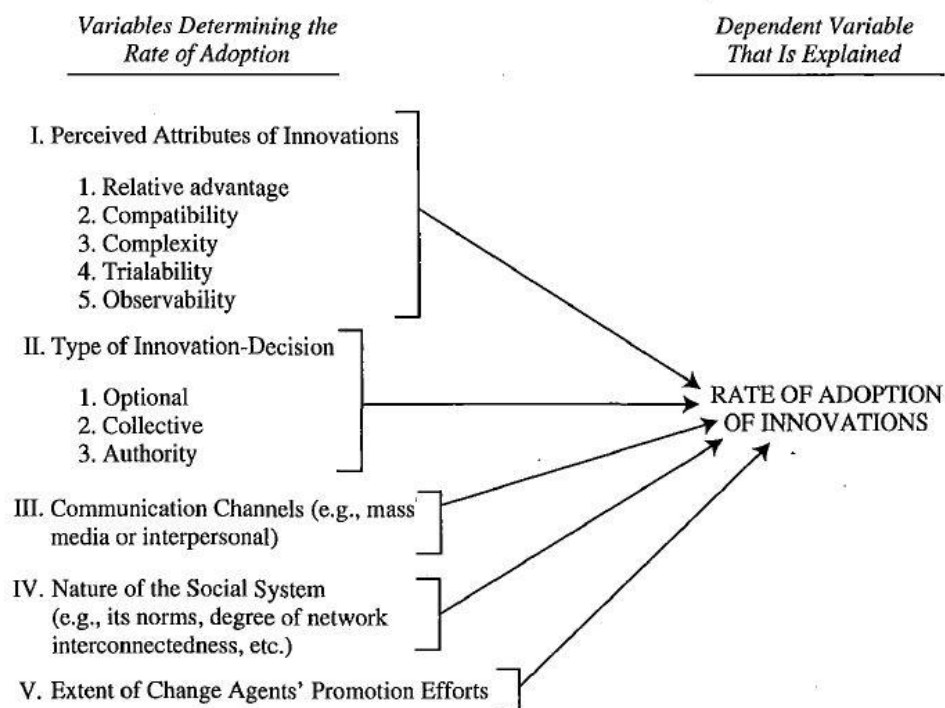 Variables Determining the
Rate of Adoption
Dependent Variable
That Is Explained
I. Perceived Attributes of Innovations
1. Relative advantage
2. Compatibility
3. Complexity
4. Trialability
5. Observability
II. Type of Innovation-Decision
1. Optional
2. Collective
3. Authority
III. Communication Channels (e.g., mass
media or interpersonal)
IV. Nature of the Social System
(e.g., its norms, degree of network
interconnectedness, etc.)
V. Extent of Change Agents' Promotion Efforts
RATE OF ADOPTION
OF INNOVATIONS